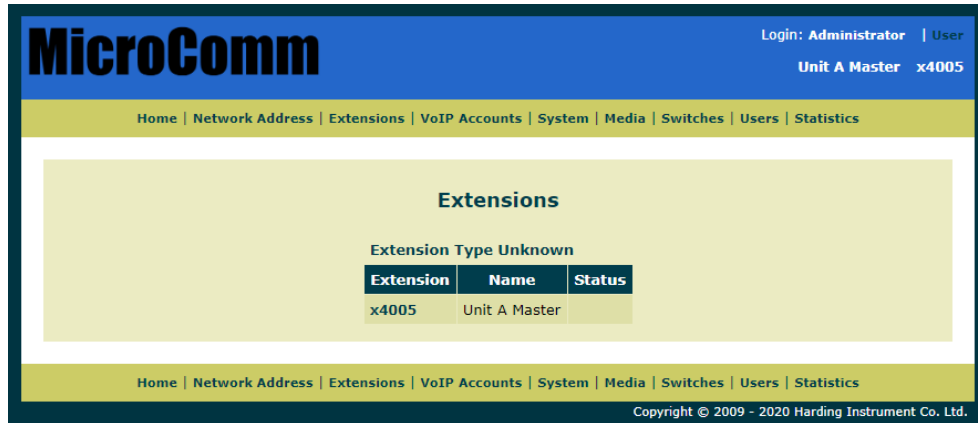 MicroComm
Login: Administrator | User
Unit A Master x4005
Home | Network Address | Extensions | VoIP Accounts | System | Media | Switches | Users | Statistics
Extensions
Extension Type Unknown
Extension Name Status
x4005 Unit A Master
Home | Network Address | Extensions | VoIP Accounts | System | Media | Switches | Users | Statistics
Copyright © 2009 - 2020 Harding Instrument Co. Ltd.